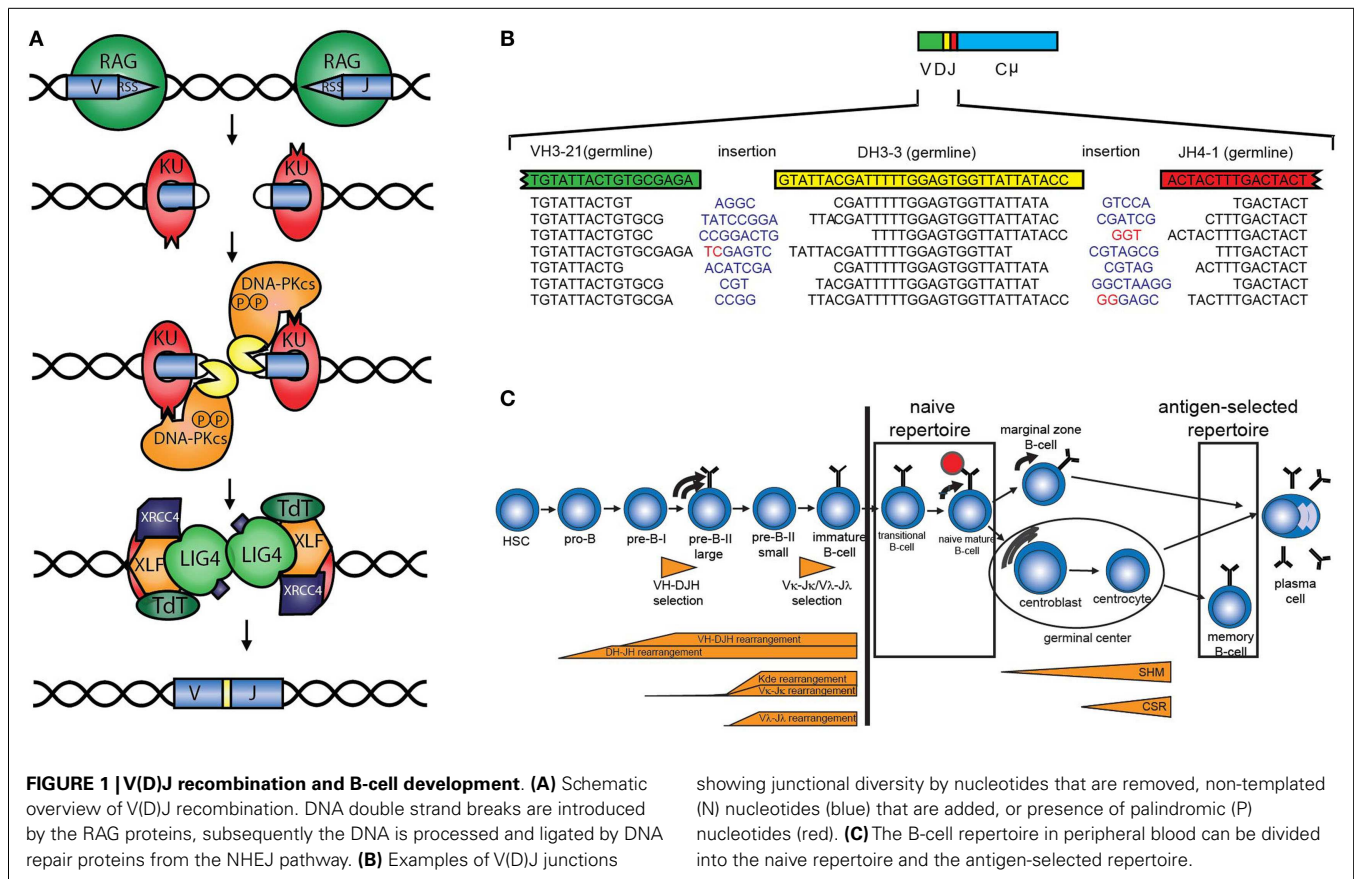 A
RAG
RAG
V
RSS
RSS
J
KU
KU
DNA-PKcs
P P
KU
KU
P P
DNA-PKcs
TdT
XRCC4
XLF
LIG4
LIG4
XLF
TdT
XRCC4
V
J
B
V D J Cμ
VH3-21(germline) insertion DH3-3 (germline) insertion JH4-1 (germline)
TGTATTACTGTGCGAGA GTATTACGATTTTTGGAGTGGTTATTATACC ACTACTTTGACTACT
TGTATTACTGT AGGC CGATTTTTGGAGTGGTTATTATA GTCCA TGACTACT
TGTATTACTGTGCG TATCCGGA TTACGATTTTTGGAGTGGTTATTATAC CGATCG CTTTGACTACT
TGTATTACTGTGC CCGGACTG TTTTGGAGTGGTTATTATACC GGT ACTACTTTGACTACT
TGTATTACTGTGCGAGA TCGAGTC TATTACGATTTTTGGAGTGGTTAT CGTAGCG TTTGACTACT
TGTATTACTG ACATCGA CGATTTTTGGAGTGGTTATTATA CGTAG ACTTTGACTACT
TGTATTACTGTGCG CGT TTACGATTTTTGGAGTGGTTATTAT GGCTAAGG TGACTACT
TGTATTACTGTGCGA CCGG TTACGATTTTTGGAGTGGTTATTATACC GGGAGC TACTTTGACTACT
C
naive
repertoire
antigen-selected
repertoire
marginal zone
B-cell
HSC
pro-B
pre-B-I
pre-B-II
large
pre-B-II
small
immature
B-cell
transitional
B-cell
naive mature
B-cell
centroblast
centrocyte
germinal center
plasma
cell
memory
B-cell
VH-DJH
selection
Vκ-Jκ/Vλ-Jλ
selection
VH-DJH rearrangement
DH-JH rearrangement
Kde rearrangement
Vκ-Jκ rearrangement
Vλ-Jλ rearrangement
SHM
CSR
FIGURE 1 | V(D)J recombination and B-cell development. (A) Schematic
overview of V(D)J recombination. DNA double strand breaks are introduced
by the RAG proteins, subsequently the DNA is processed and ligated by DNA
repair proteins from the NHEJ pathway. (B) Examples of V(D)J junctions
showing junctional diversity by nucleotides that are removed, non-templated
(N) nucleotides (blue) that are added, or presence of palindromic (P)
nucleotides (red). (C) The B-cell repertoire in peripheral blood can be divided
into the naive repertoire and the antigen-selected repertoire.